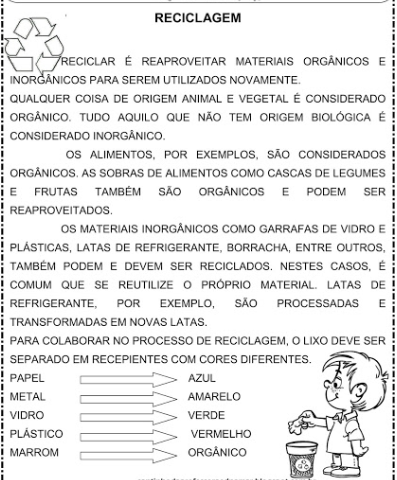 RECICLAGEM
RECICLAR É REAPROVEITAR MATERIAIS ORGÂNICOS E
INORGÂNICOS PARA SEREM UTILIZADOS NOVAMENTE.
QUALQUER COISA DE ORIGEM ANIMAL E VEGETAL É CONSIDERADO
ORGÂNICO. TUDO AQUILO QUE NÃO TEM ORIGEM BIOLÓGICA É
CONSIDERADO INORGÂNICO.
OS ALIMENTOS, POR EXEMPLOS, SÃO CONSIDERADOS
ORGÂNICOS. AS SOBRAS DE ALIMENTOS COMO CASCAS DE LEGUMES
E FRUTAS TAMBÉM SÃO ORGÂNICOS E PODEM SER
REAPROVEITADOS.
OS MATERIAIS INORGÂNICOS COMO GARRAFAS DE VIDRO E
PLÁSTICAS, LATAS DE REFRIGERANTE, BORRACHA, ENTRE OUTROS,
TAMBÉM PODEM E DEVEM SER RECICLADOS. NESTES CASOS, É
COMUM QUE SE REUTILIZE O PRÓPRIO MATERIAL. LATAS DE
REFRIGERANTE, POR EXEMPLO, SÃO PROCESSADAS E
TRANSFORMADAS EM NOVAS LATAS.
PARA COLABORAR NO PROCESSO DE RECICLAGEM, O LIXO DEVE SER
SEPARADO EM RECEPIENTES COM CORES DIFERENTES.
PAPEL AZUL
METAL AMARELO
VIDRO VERDE
PLÁSTICO VERMELHO
MARROM ORGÂNICO